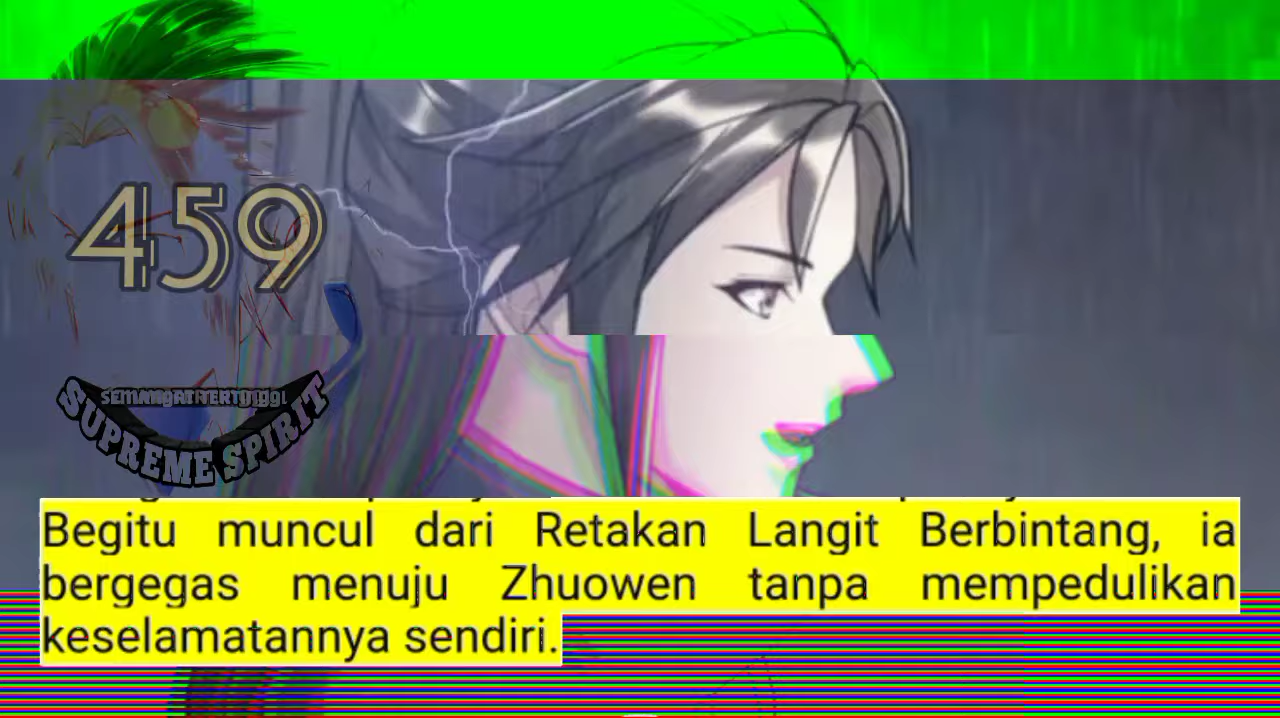 459
SUPREME SPIRIT
Begitu muncul dari Retakan Langit Berbintang, ia
bergegas menuju Zhuowen tanpa mempedulikan
keselamatannya sendiri.